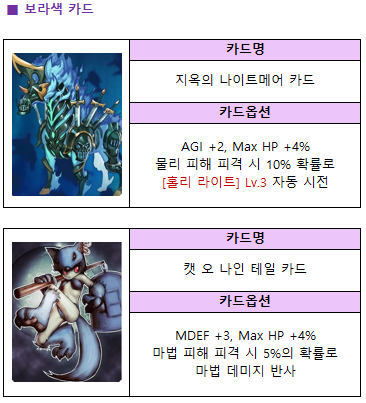 ■ 보라색 카드
카드명
지옥의 나이트메어 카드
카드옵션
AGI +2, Max HP +4%
물리 피해 피격 시 10% 확률로
[홀리 라이트] Lv.3 자동 시전
카드명
캣 오 나인 테일 카드
카드옵션
MDEF +3, Max HP +4%
마법 피해 피격 시 5%의 확률로
마법 데미지 반사